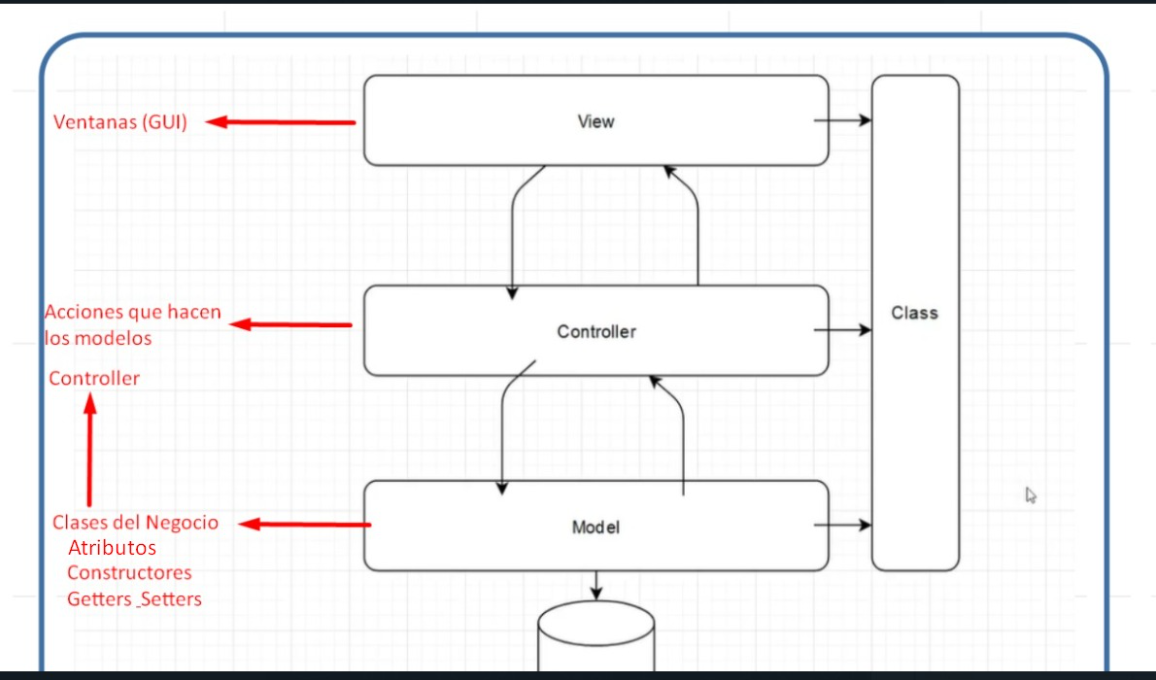 View
Ventanas (GUI)
Class
Controller
Acciones que hacen
los modelos
Controller
Model
Clases del Negocio
Atributos
Constructores
Getters_Setters